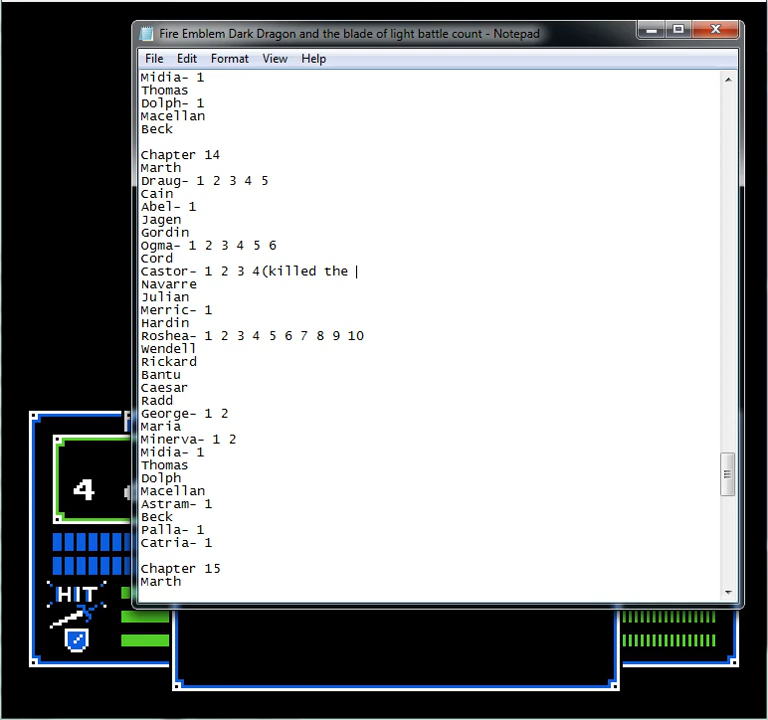 Fire Emblem Dark Dragon and the blade of light battle count - Notepad
File Edit Format View Help
Midia- 1
Thomas
Dolph- 1
Macellan
Beck
Chapter 14
Marth
Draug- 1 2 3 4 5
Cain
Abel- 1
Jagen
Gordin
Ogma- 1 2 3 4 5 6
Cord
Castor- 1 2 3 4(killed the
Navarre
Julian
Merric- 1
Hardin
Roshea- 1 2 3 4 5 6 7 8 9 10
Wendell
Rickard
Bantu
Caesar
Radd
George- 1 2
Maria
Minerva- 1 2
Midia- 1
Thomas
Dolph
Macellan
Astram- 1
Beck
Palla- 1
Catria- 1
Chapter 15
Marth
4
HIT